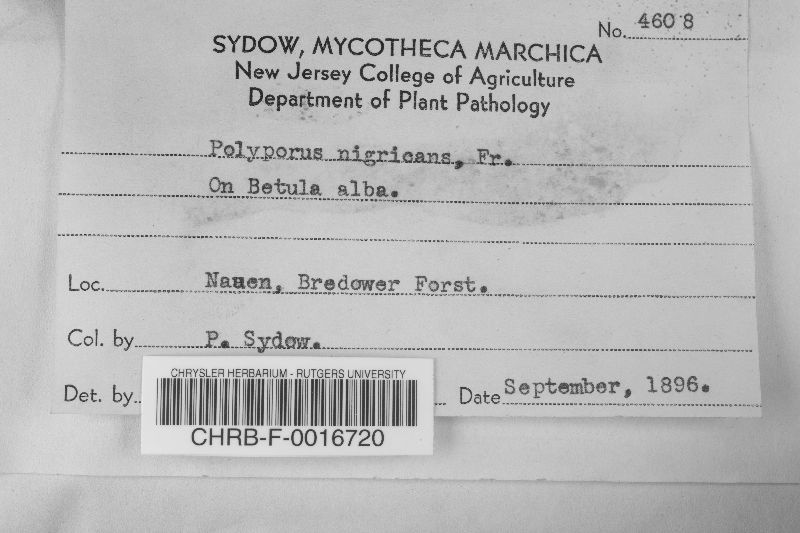 No. 4608
SYDOW, MYCOTHECA MARCHICA
New Jersey College of Agriculture
Department of Plant Pathology
Polyporus nigricans, Fr.
On Betula alba.
Loc. Nauen, Bredower Forst.
Col. by P. Sydow.
Det. by
Date September, 1896.
CHRYSLER HERBARIUM - RUTGERS UNIVERSITY
CHRB-F-0016720